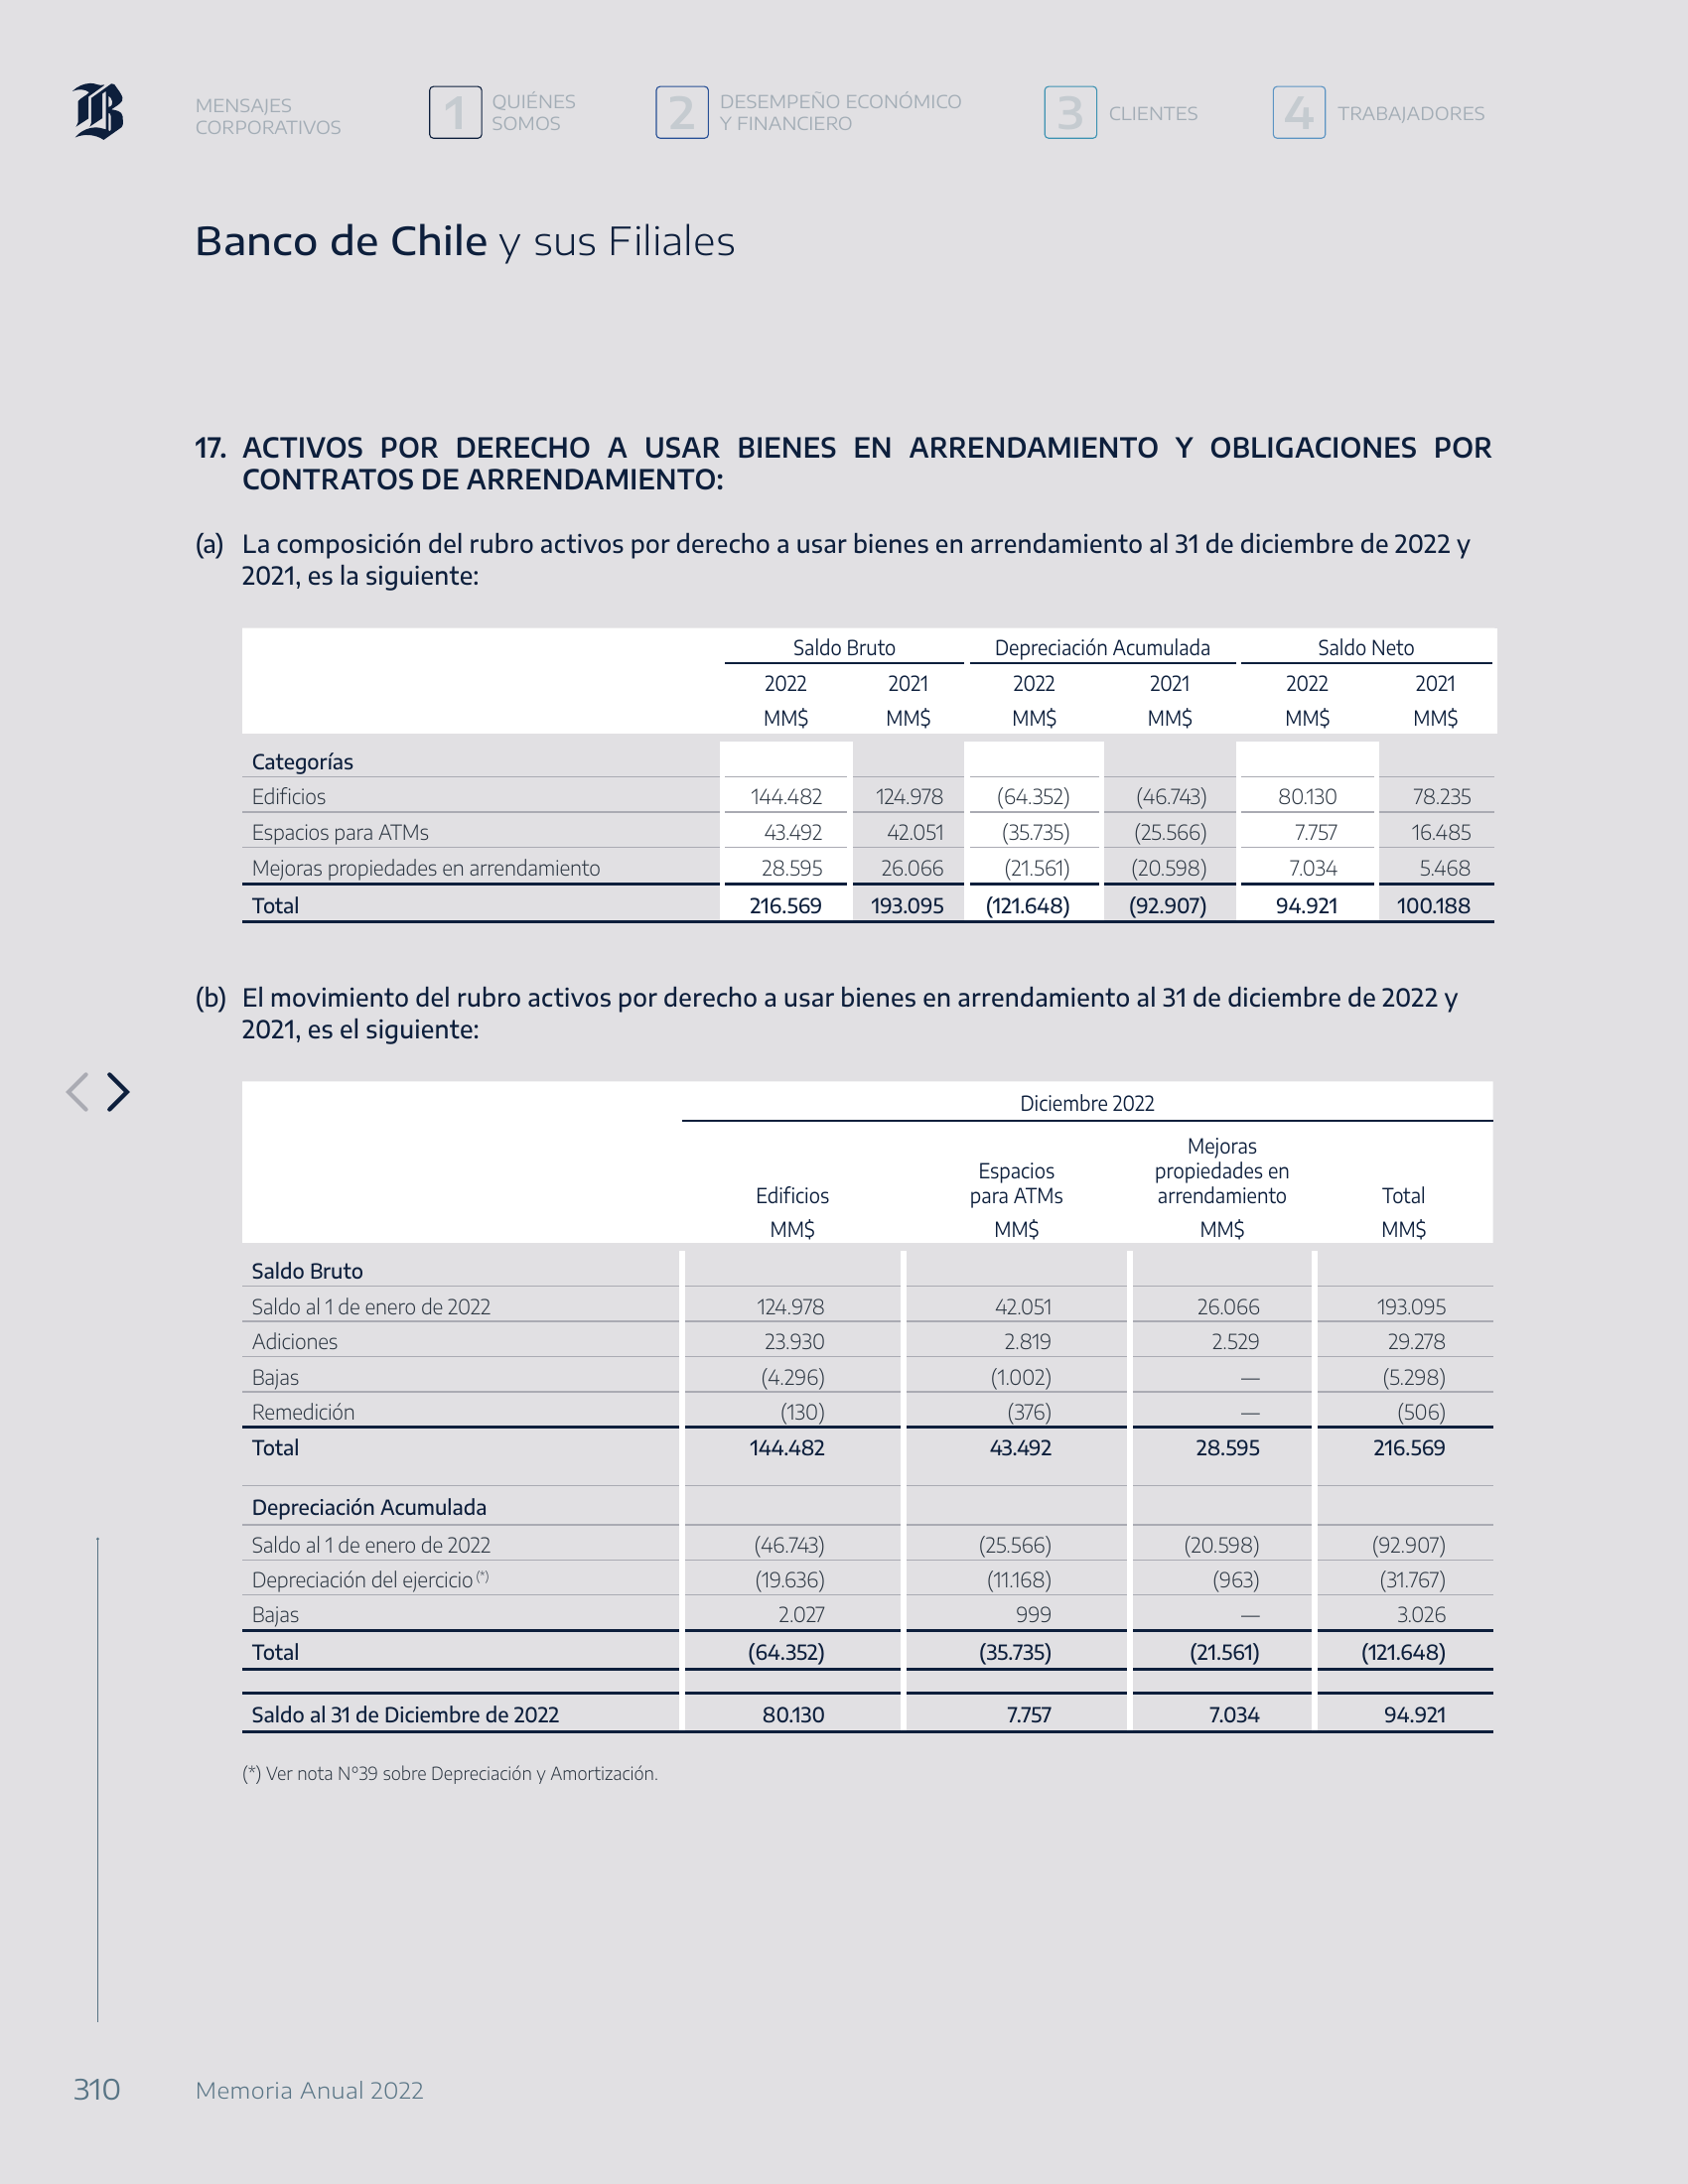 B
MENSAJES
CORPORATIVOS
1 QUIÉNES
SOMOS
2 DESEMPEÑO ECONÓMICO
Y FINANCIERO
3 CLIENTES
4 TRABAJADORES
Banco de Chile y sus Filiales
17. ACTIVOS POR DERECHO A USAR BIENES EN ARRENDAMIENTO Y OBLIGACIONES POR
CONTRATOS DE ARRENDAMIENTO:
(a) La composición del rubro activos por derecho a usar bienes en arrendamiento al 31 de diciembre de 2022 y
2021, es la siguiente:
Saldo Bruto Depreciación Acumulada Saldo Neto
2022 2021 2022 2021 2022 2021
MM$ MM$ MM$ MM$ MM$ MM$
Categorías
Edificios 144.482 124.978 (64.352) (46.743) 80.130 78.235
Espacios para ATMs 43.492 42.051 (35.735) (25.566) 7.757 16.485
Mejoras propiedades en arrendamiento 28.595 26.066 (21.561) (20.598) 7.034 5.468
Total 216.569 193.095 (121.648) (92.907) 94.921 100.188
(b) El movimiento del rubro activos por derecho a usar bienes en arrendamiento al 31 de diciembre de 2022 y
2021, es el siguiente:
Diciembre 2022
Mejoras
Espacios propiedades en
Edificios para ATMs arrendamiento Total
MM$ MM$ MM$ MM$
Saldo Bruto
Saldo al 1 de enero de 2022 124.978 42.051 26.066 193.095
Adiciones 23.930 2.819 2.529 29.278
Bajas (4.296) (1.002) — (5.298)
Remedición (130) (376) — (506)
Total 144.482 43.492 28.595 216.569
Depreciación Acumulada
Saldo al 1 de enero de 2022 (46.743) (25.566) (20.598) (92.907)
Depreciación del ejercicio (*) (19.636) (11.168) (963) (31.767)
Bajas 2.027 999 — 3.026
Total (64.352) (35.735) (21.561) (121.648)
Saldo al 31 de Diciembre de 2022 80.130 7.757 7.034 94.921
(*) Ver nota N°39 sobre Depreciación y Amortización.
310 Memoria Anual 2022